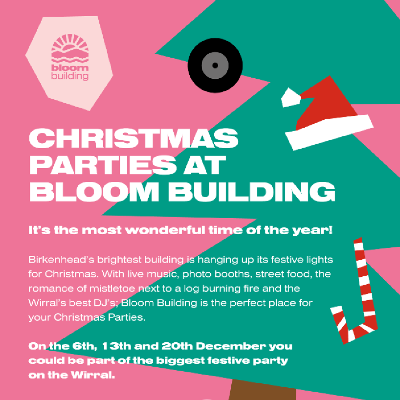 bloom
building
CHRISTMAS
PARTIES AT
BLOOM BUILDING
It's the most wonderful time of the year!
Birkenhead's brightest building is hanging up its festive lights
for Christmas. With live music, photo booths, street food, the
romance of mistletoe next to a log burning fire and the
Wirral's best DJ's; Bloom Building is the perfect place for
your Christmas Parties.
On the 6th, 13th and 20th December you
could be part of the biggest festive party
on the Wirral.